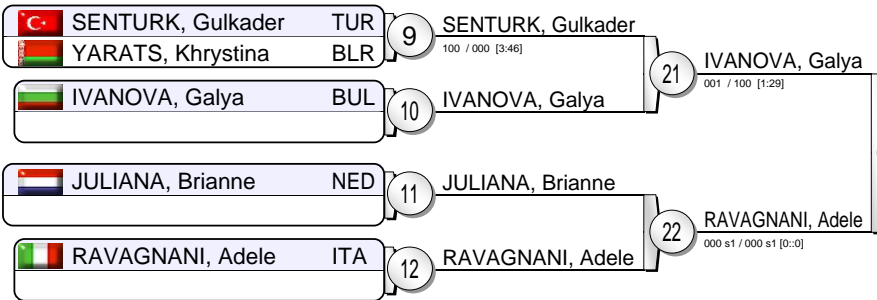 SENTURK, Gulkader TUR
YARATS, Khrystina BLR
9
SENTURK, Gulkader
100 / 000 [3:46]
IVANOVA, Galya BUL
10
IVANOVA, Galya
21
IVANOVA, Galya
001 / 100 [1:29]
JULIANA, Brianne NED
11
JULIANA, Brianne
RAVAGNANI, Adele ITA
12
RAVAGNANI, Adele
22
RAVAGNANI, Adele
000 s1 / 000 s1 [0::0]